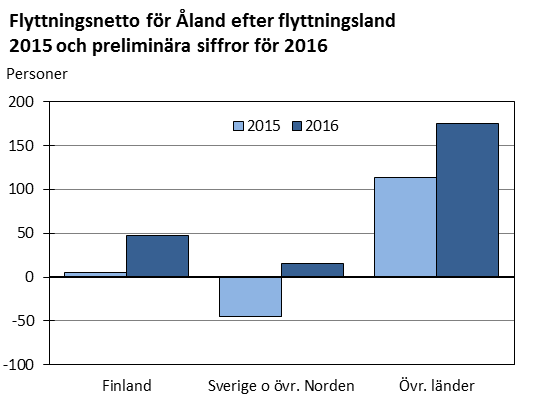 Flyttningsnetto för Åland efter flyttningsland
2015 och preliminära siffror för 2016
Personer
2015 2016
200
150
100
50
0
-50
-100
Finland Sverige o övr. Norden Övr. länder